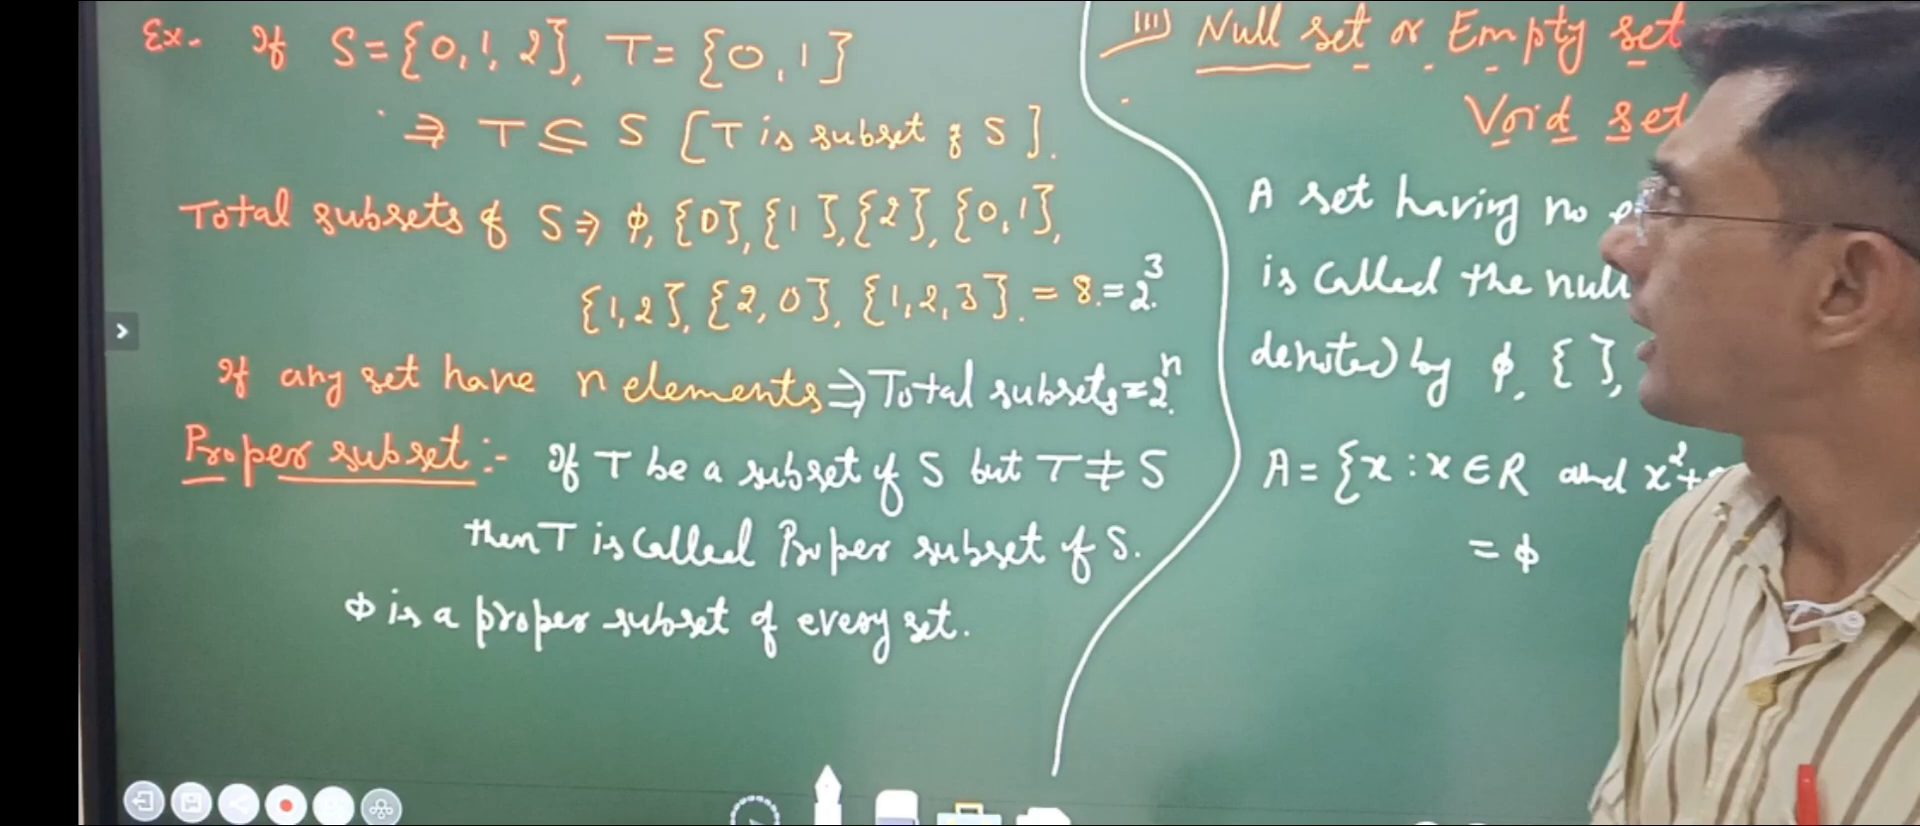 Ex- If S={0,1,2}, T={0,1}
⇒ T⊆S [T is subset of S].
Total subsets of S⇒ ϕ, {0}, {1}, {2}, {0,1},
{1,2}, {2,0}, {1,2,3}. = 8. = 2³.
If any set have n elements⇒Total subsets=2ⁿ.
Proper subset:- If T be a subset of S but T≠S
then T is called Proper subset of S.
ϕ is a proper subset of every set.
(III) Null set or Empty set
Void set
A set having no
is called the null
denoted by ϕ, { },
A = {x : x ∈ R and x²+
= ϕ